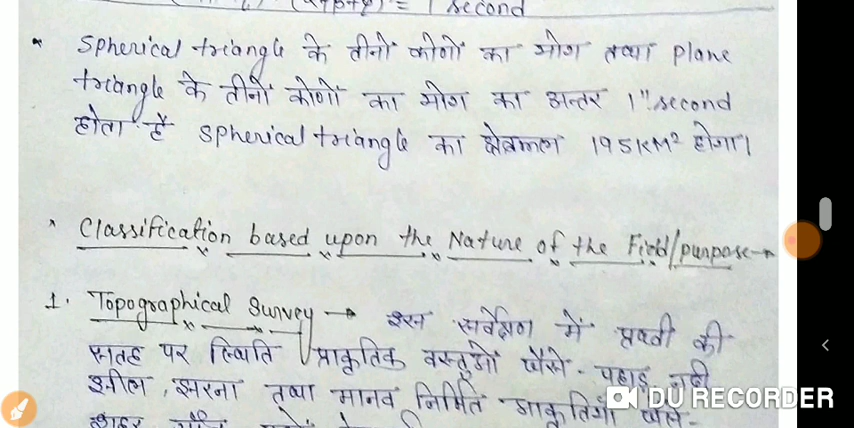 (α+β+γ) = 1 second
* Spherical triangle के तीनों कोणों का योग तथा plane
triangle के तीनों कोणों का योग का अन्तर 1" second
होता है spherical triangle का क्षेत्रफल 195 KM² होगा।
* Classification based upon the Nature of the Field/purpose →
1. Topographical Survey → इस सर्वेक्षण में पृथ्वी की
सतह पर स्थिति प्राकृतिक वस्तुओं जैसे - पहाड़ नदी
झील, झरना तथा मानव निर्मित आकृतियाँ जैसे -
DU RECORDER